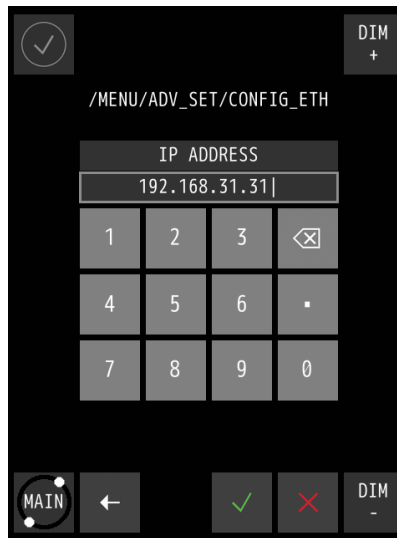 DIM
+
/MENU/ADV_SET/CONFIG_ETH
IP ADDRESS
192.168.31.31
1 2 3
4 5 6 .
7 8 9 0
MAIN
DIM
-